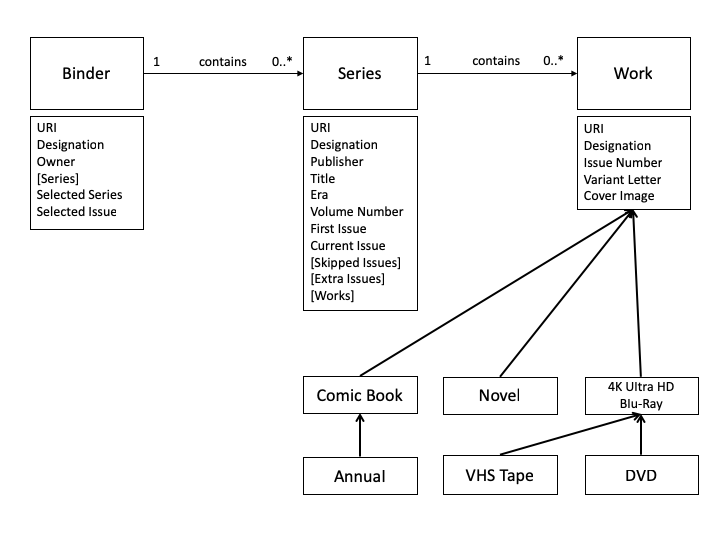 Binder
1 contains 0..*
Series
1 contains 0..*
Work
URI
Designation
Owner
[Series]
Selected Series
Selected Issue
URI
Designation
Publisher
Title
Era
Volume Number
First Issue
Current Issue
[Skipped Issues]
[Extra Issues]
[Works]
URI
Designation
Issue Number
Variant Letter
Cover Image
Comic Book
Novel
4K Ultra HD
Blu-Ray
Annual
VHS Tape
DVD